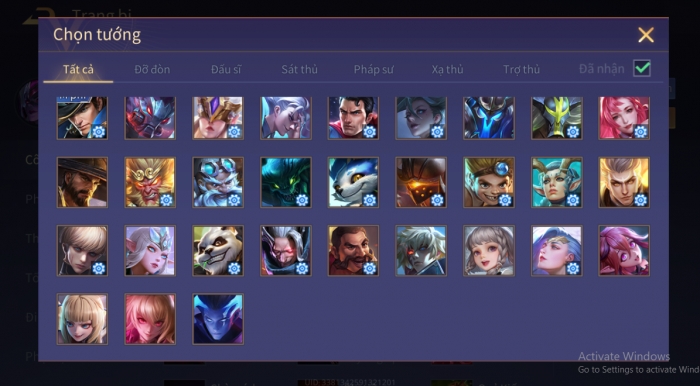 Trang bị
Chọn tướng
Tất cả Đỡ đòn Đấu sĩ Sát thủ Pháp sư Xạ thủ Trợ thủ Đã nhận
Activate Windows
Go to Settings to activate Wind